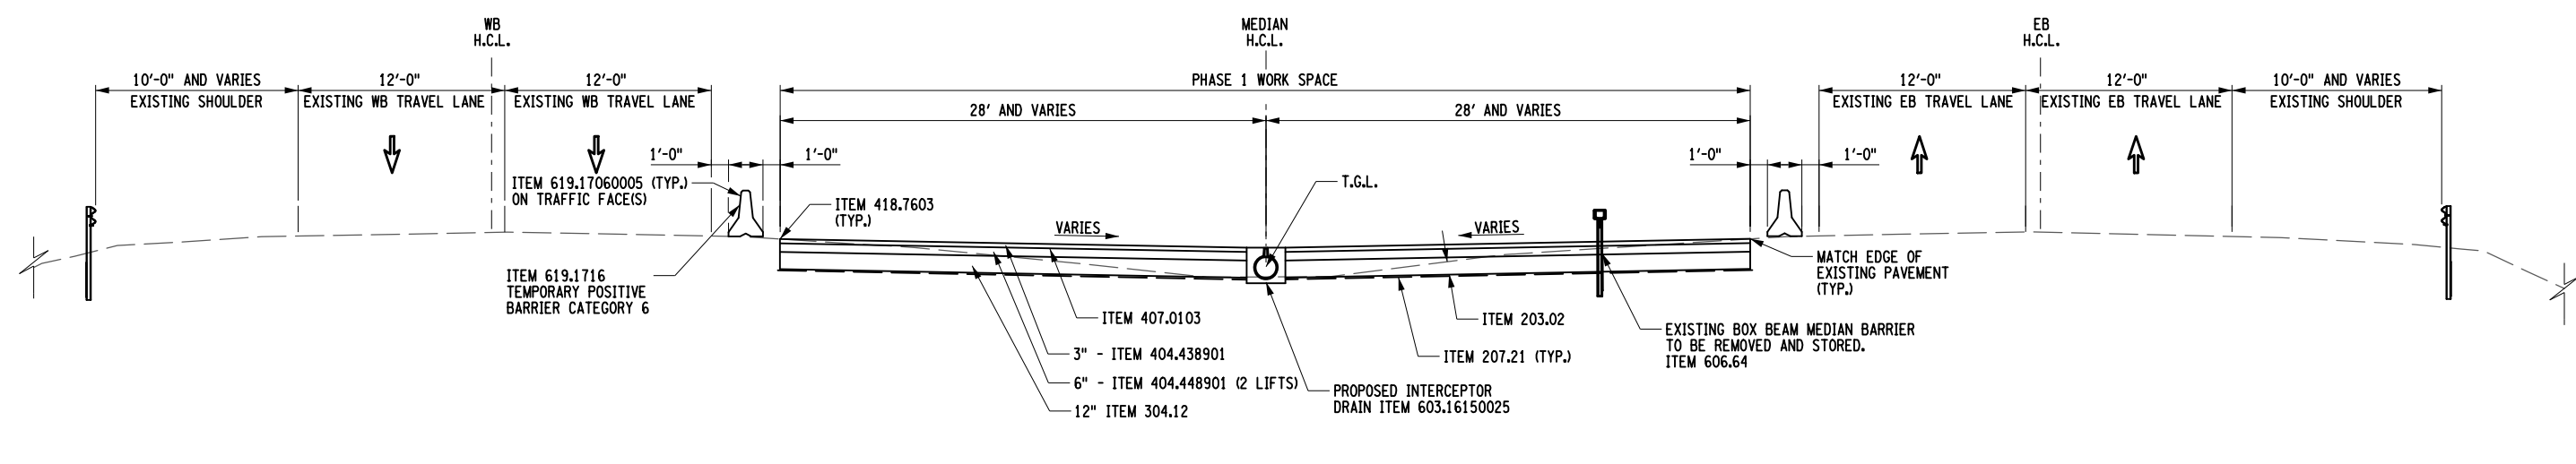 WB
H.C.L.
MEDIAN
H.C.L.
EB
H.C.L.
10'-0" AND VARIES
EXISTING SHOULDER
12'-0"
EXISTING WB TRAVEL LANE
12'-0"
EXISTING WB TRAVEL LANE
PHASE 1 WORK SPACE
28' AND VARIES
28' AND VARIES
12'-0"
EXISTING EB TRAVEL LANE
12'-0"
EXISTING EB TRAVEL LANE
10'-0" AND VARIES
EXISTING SHOULDER
1'-0"
1'-0"
1'-0"
1'-0"
ITEM 619.17060005 (TYP.)
ON TRAFFIC FACE(S)
ITEM 418.7603
(TYP.)
T.G.L.
VARIES
VARIES
ITEM 619.1716
TEMPORARY POSITIVE
BARRIER CATEGORY 6
MATCH EDGE OF
EXISTING PAVEMENT
(TYP.)
ITEM 407.0103
3" - ITEM 404.438901
6" - ITEM 404.448901 (2 LIFTS)
12" ITEM 304.12
ITEM 203.02
ITEM 207.21 (TYP.)
PROPOSED INTERCEPTOR
DRAIN ITEM 603.16150025
EXISTING BOX BEAM MEDIAN BARRIER
TO BE REMOVED AND STORED.
ITEM 606.64